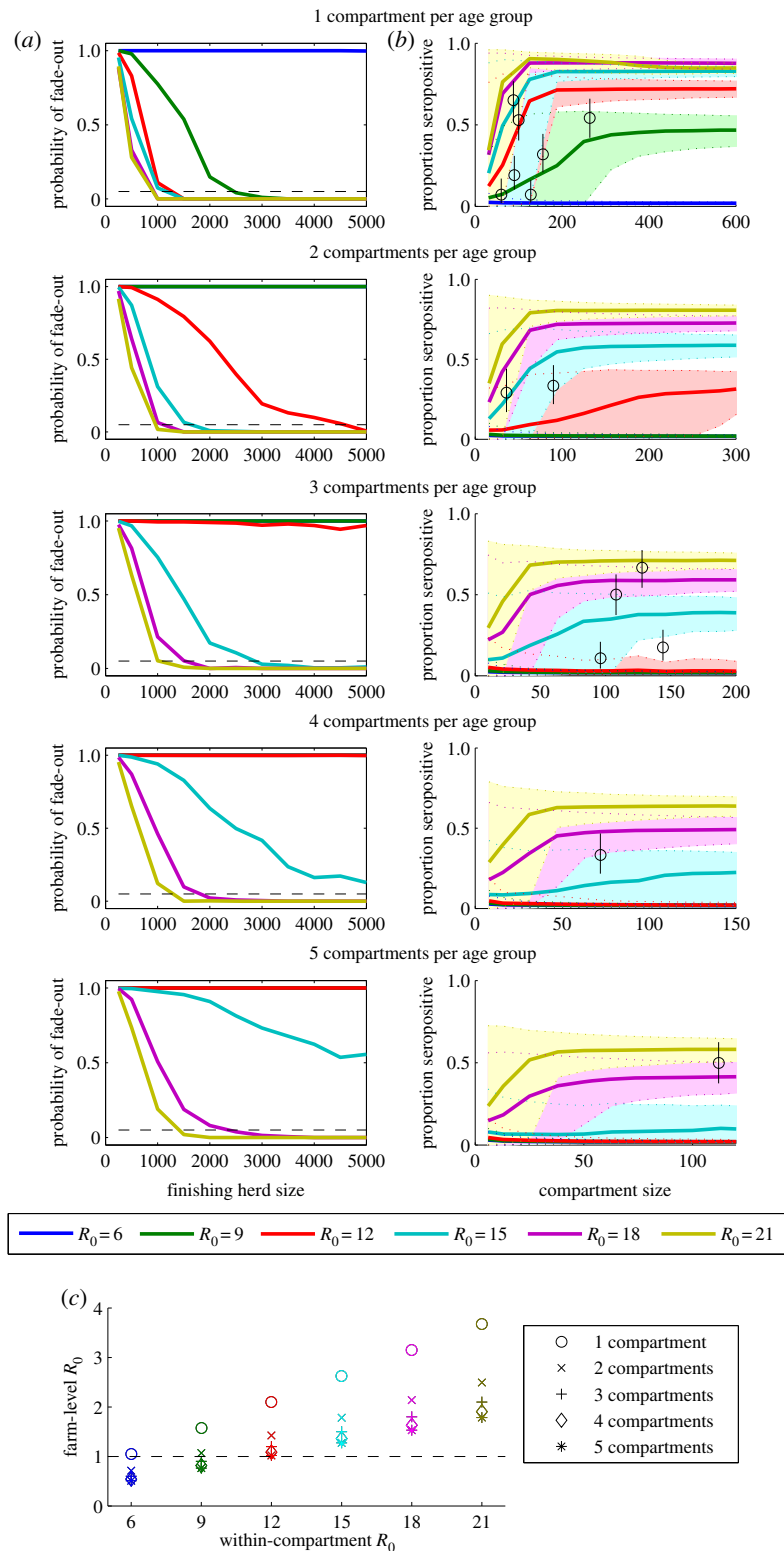 1 compartment per age group
(a) (b)
1.0 0.5 0
probability of fade-out
0 1000 2000 3000 4000 5000
1.0 0.5 0
proportion seropositive
0 200 400 600
2 compartments per age group
1.0 0.5 0
probability of fade-out
0 1000 2000 3000 4000 5000
1.0 0.5 0
proportion seropositive
0 100 200 300
3 compartments per age group
1.0 0.5 0
probability of fade-out
0 1000 2000 3000 4000 5000
1.0 0.5 0
proportion seropositive
0 50 100 150 200
4 compartments per age group
1.0 0.5 0
probability of fade-out
0 1000 2000 3000 4000 5000
1.0 0.5 0
proportion seropositive
0 50 100 150
5 compartments per age group
1.0 0.5 0
probability of fade-out
0 1000 2000 3000 4000 5000
finishing herd size
1.0 0.5 0
proportion seropositive
0 50 100
compartment size
R0 = 6 R0 = 9 R0 = 12 R0 = 15 R0 = 18 R0 = 21
(c)
4 3 2 1 0
farm-level R0
6 9 12 15 18 21
within-compartment R0
1 compartment
2 compartments
3 compartments
4 compartments
5 compartments